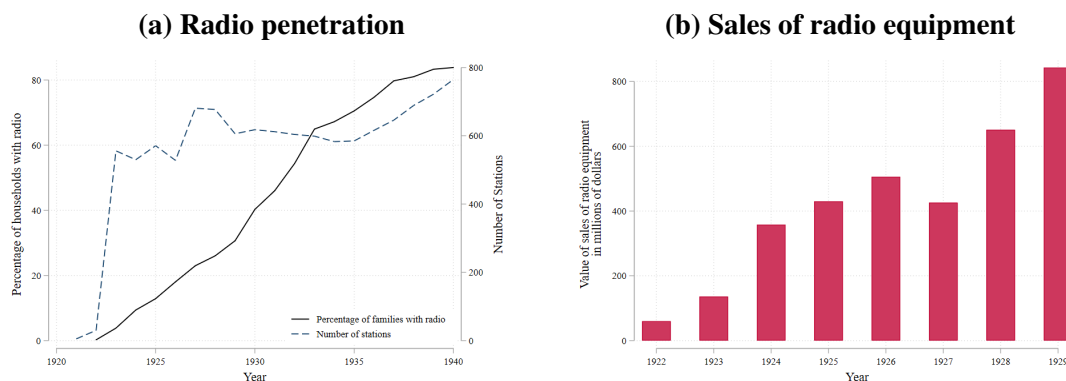 (a) Radio penetration
Percentage of households with radio
80
60
40
20
0
Number of Stations
800
600
400
200
0
1920
1925
1930
1935
1940
Year
Percentage of families with radio
Number of stations
(b) Sales of radio equipment
Value of sales of radio equipment
in millions of dollars
800
600
400
200
0
1922
1923
1924
1925
1926
1927
1928
1929
Year